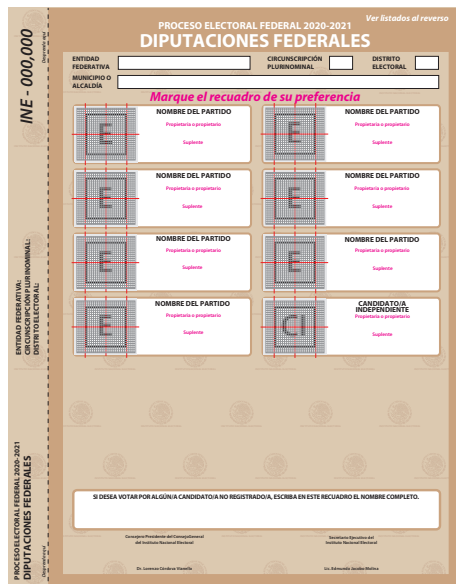 Ver listados al reverso
PROCESO ELECTORAL FEDERAL 2020-2021
DIPUTACIONES FEDERALES
ENTIDAD
FEDERATIVA
CIRCUNSCRIPCIÓN
PLURINOMINAL
DISTRITO
ELECTORAL
MUNICIPIO O
ALCALDÍA
Marque el recuadro de su preferencia
E
NOMBRE DEL PARTIDO
Propietaria o propietario
Suplente
E
NOMBRE DEL PARTIDO
Propietaria o propietario
Suplente
E
NOMBRE DEL PARTIDO
Propietaria o propietario
Suplente
E
NOMBRE DEL PARTIDO
Propietaria o propietario
Suplente
E
NOMBRE DEL PARTIDO
Propietaria o propietario
Suplente
E
NOMBRE DEL PARTIDO
Propietaria o propietario
Suplente
E
NOMBRE DEL PARTIDO
Propietaria o propietario
Suplente
CI
CANDIDATO/A
INDEPENDIENTE
Propietaria o propietario
Suplente
SI DESEA VOTAR POR ALGÚN/A CANDIDATO/A NO REGISTRADO/A, ESCRIBA EN ESTE RECUADRO EL NOMBRE COMPLETO.
Consejero Presidente del Consejo General
del Instituto Nacional Electoral
Dr. Lorenzo Córdova Vianello
Secretario Ejecutivo del
Instituto Nacional Electoral
Lic. Edmundo Jacobo Molina
INE - 000,000
Desprenda aquí
ENTIDAD FEDERATIVA:
CIRCUNSCRIPCIÓN PLURINOMINAL:
DISTRITO ELECTORAL:
PROCESO ELECTORAL FEDERAL 2020-2021
DIPUTACIONES FEDERALES
Desprenda aquí